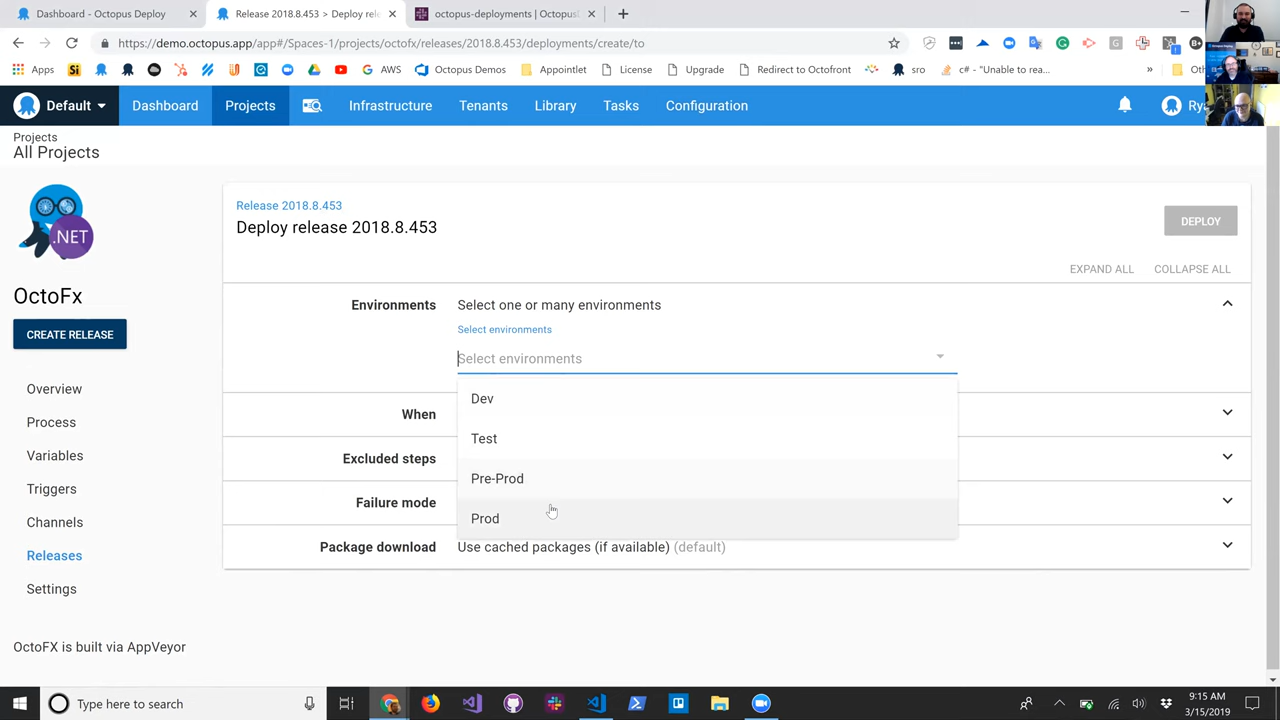 Dashboard - Octopus Deploy
Release 2018.8.453 > Deploy rele
octopus-deployments | Octopus
https://demo.octopus.app/app#/Spaces-1/projects/octofx/releases/2018.8.453/deployments/create/to
Apps
AWS
Octopus Demos
Appoutlet
License
Upgrade
Redirect to Octofront
sro
c# - "Unable to rea...
»
Default
Dashboard
Projects
Infrastructure
Tenants
Library
Tasks
Configuration
Projects
All Projects
.NET
OctoFx
CREATE RELEASE
Overview
Process
Variables
Triggers
Channels
Releases
Settings
OctoFX is built via AppVeyor
Release 2018.8.453
Deploy release 2018.8.453
DEPLOY
EXPAND ALL
COLLAPSE ALL
Environments
Select one or many environments
Select environments
Select environments
Dev
Test
Pre-Prod
Prod
When
Excluded steps
Failure mode
Package download
Use cached packages (if available) (default)
Type here to search
9:15 AM
3/15/2019